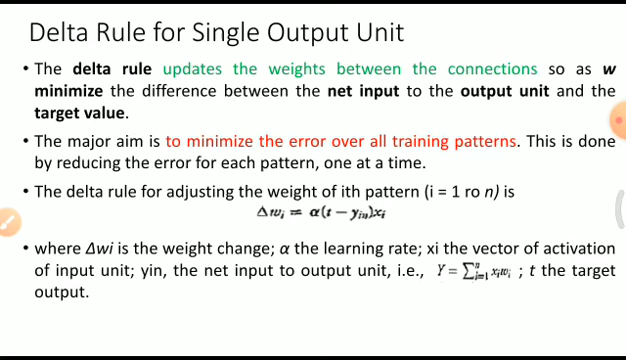 Delta Rule for Single Output Unit
• The delta rule updates the weights between the connections so as w
minimize the difference between the net input to the output unit and the
target value.
• The major aim is to minimize the error over all training patterns. This is done
by reducing the error for each pattern, one at a time.
• The delta rule for adjusting the weight of ith pattern (i = 1 ro n) is
Δwᵢ = α(t − yᵢₙ)xᵢ
• where Δwi is the weight change; α the learning rate; xi the vector of activation
of input unit; yin, the net input to output unit, i.e., Y = ∑ⁿᵢ₌₁ xᵢwᵢ ; t the target
output.